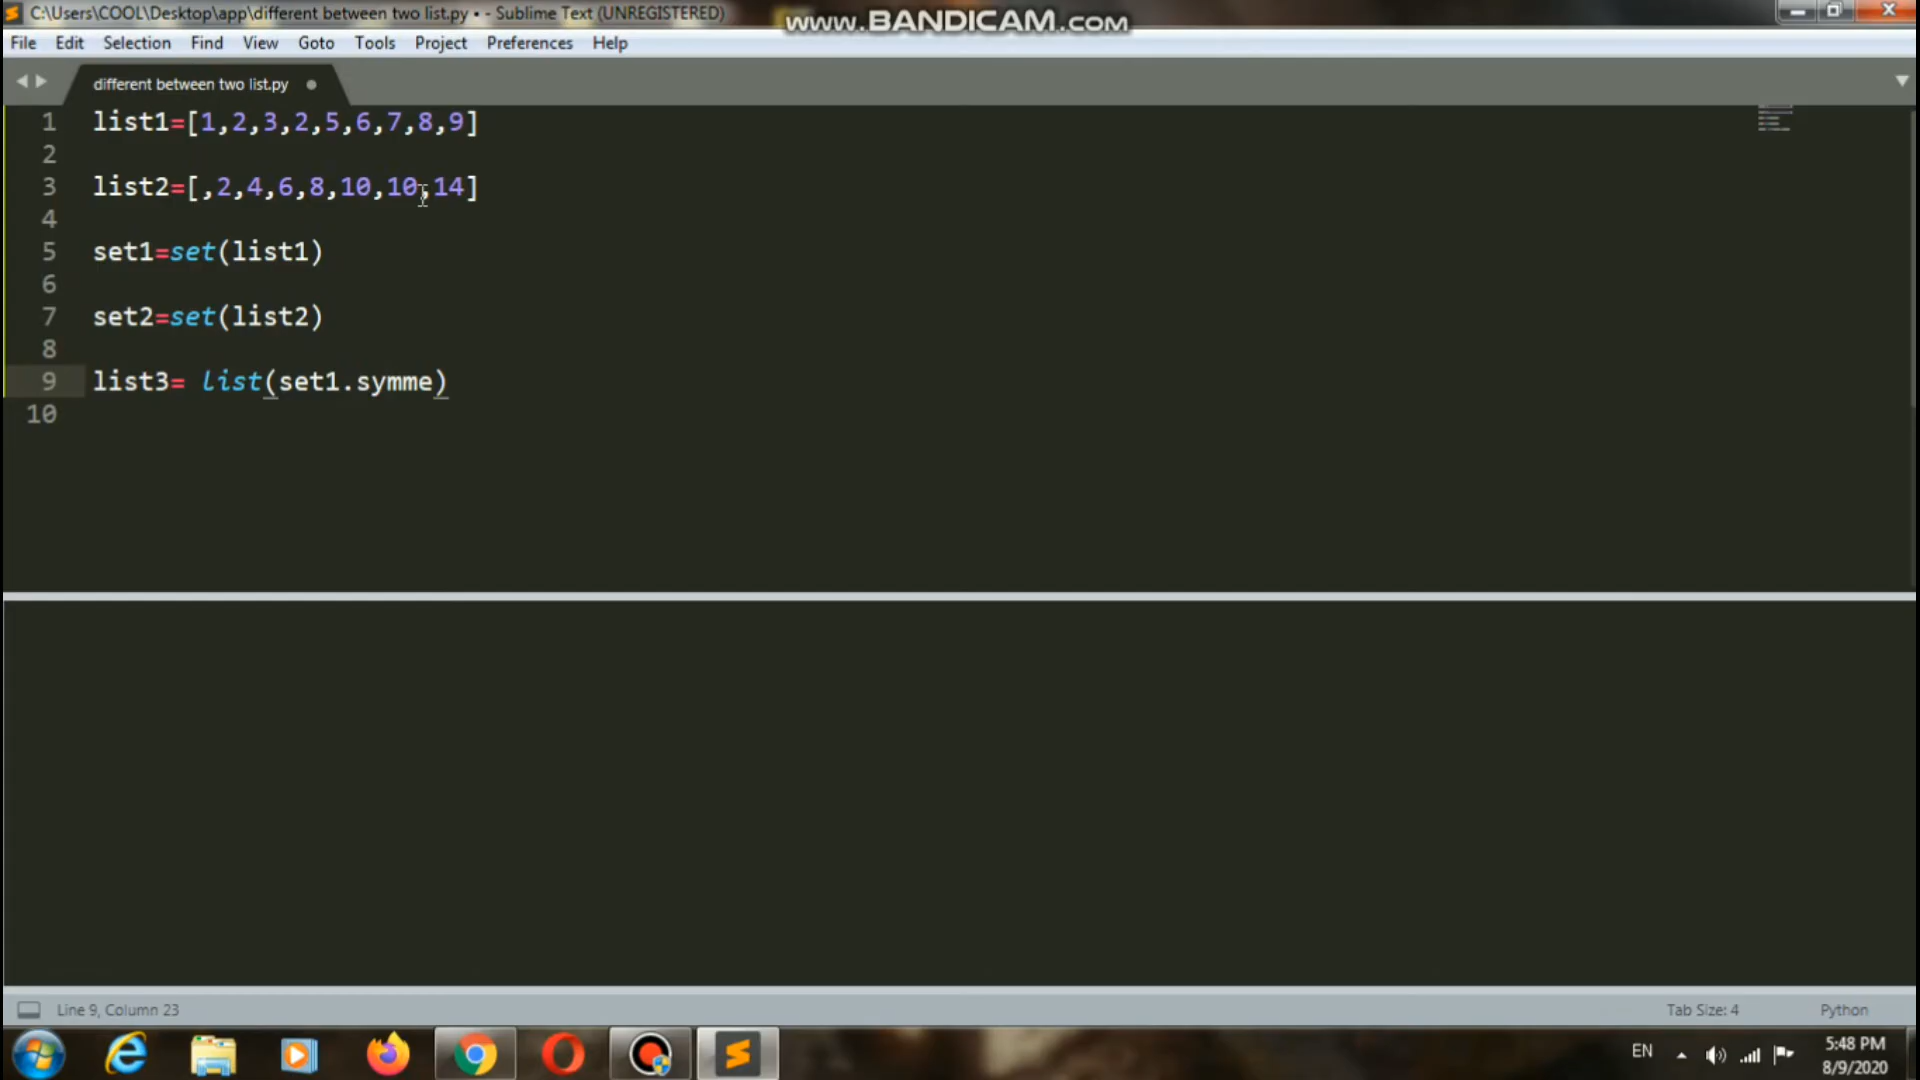 C:\Users\COOL\Desktop\app\different between two list.py • - Sublime Text (UNREGISTERED)
www.BANDICAM.com
File Edit Selection Find View Goto Tools Project Preferences Help
different between two list.py
1 list1=[1,2,3,2,5,6,7,8,9]
2
3 list2=[,2,4,6,8,10,10,14]
4
5 set1=set(list1)
6
7 set2=set(list2)
8
9 list3= list(set1.symme)
10
Line 9, Column 23
Tab Size: 4
Python
EN
5:48 PM
8/9/2020